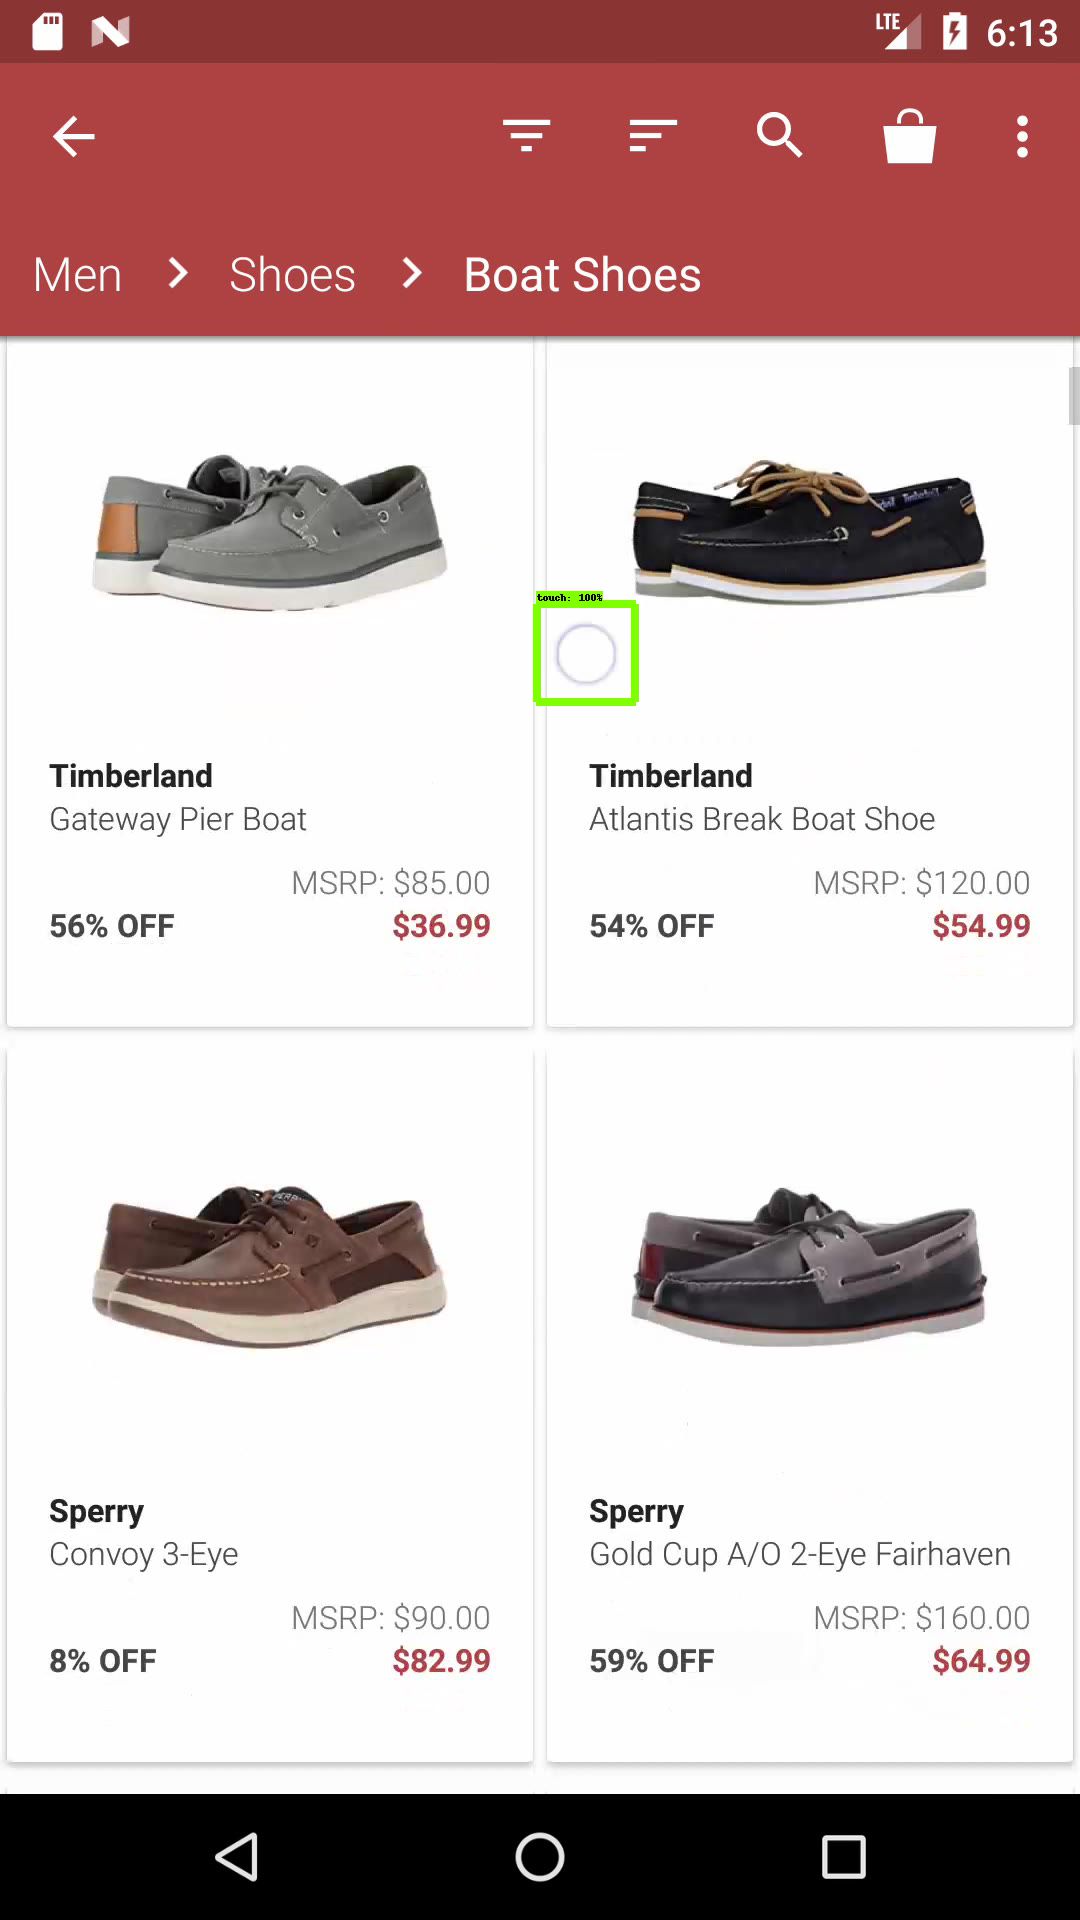 LTE 6:13
Men > Shoes > Boat Shoes
touch: 100%
Timberland
Gateway Pier Boat
MSRP: $85.00
56% OFF $36.99
Timberland
Atlantis Break Boat Shoe
MSRP: $120.00
54% OFF $54.99
Sperry
Convoy 3-Eye
MSRP: $90.00
8% OFF $82.99
Sperry
Gold Cup A/O 2-Eye Fairhaven
MSRP: $160.00
59% OFF $64.99